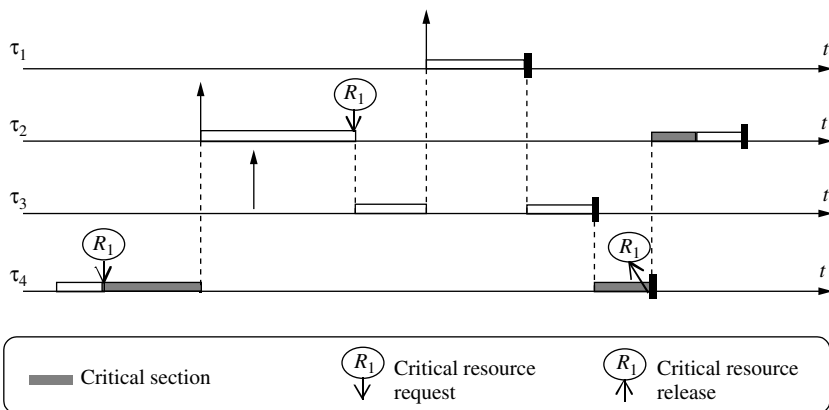 τ1 t
R1
τ2 t
τ3 t
R1 R1
τ4 t
Critical section
R1 Critical resource
request
R1 Critical resource
release